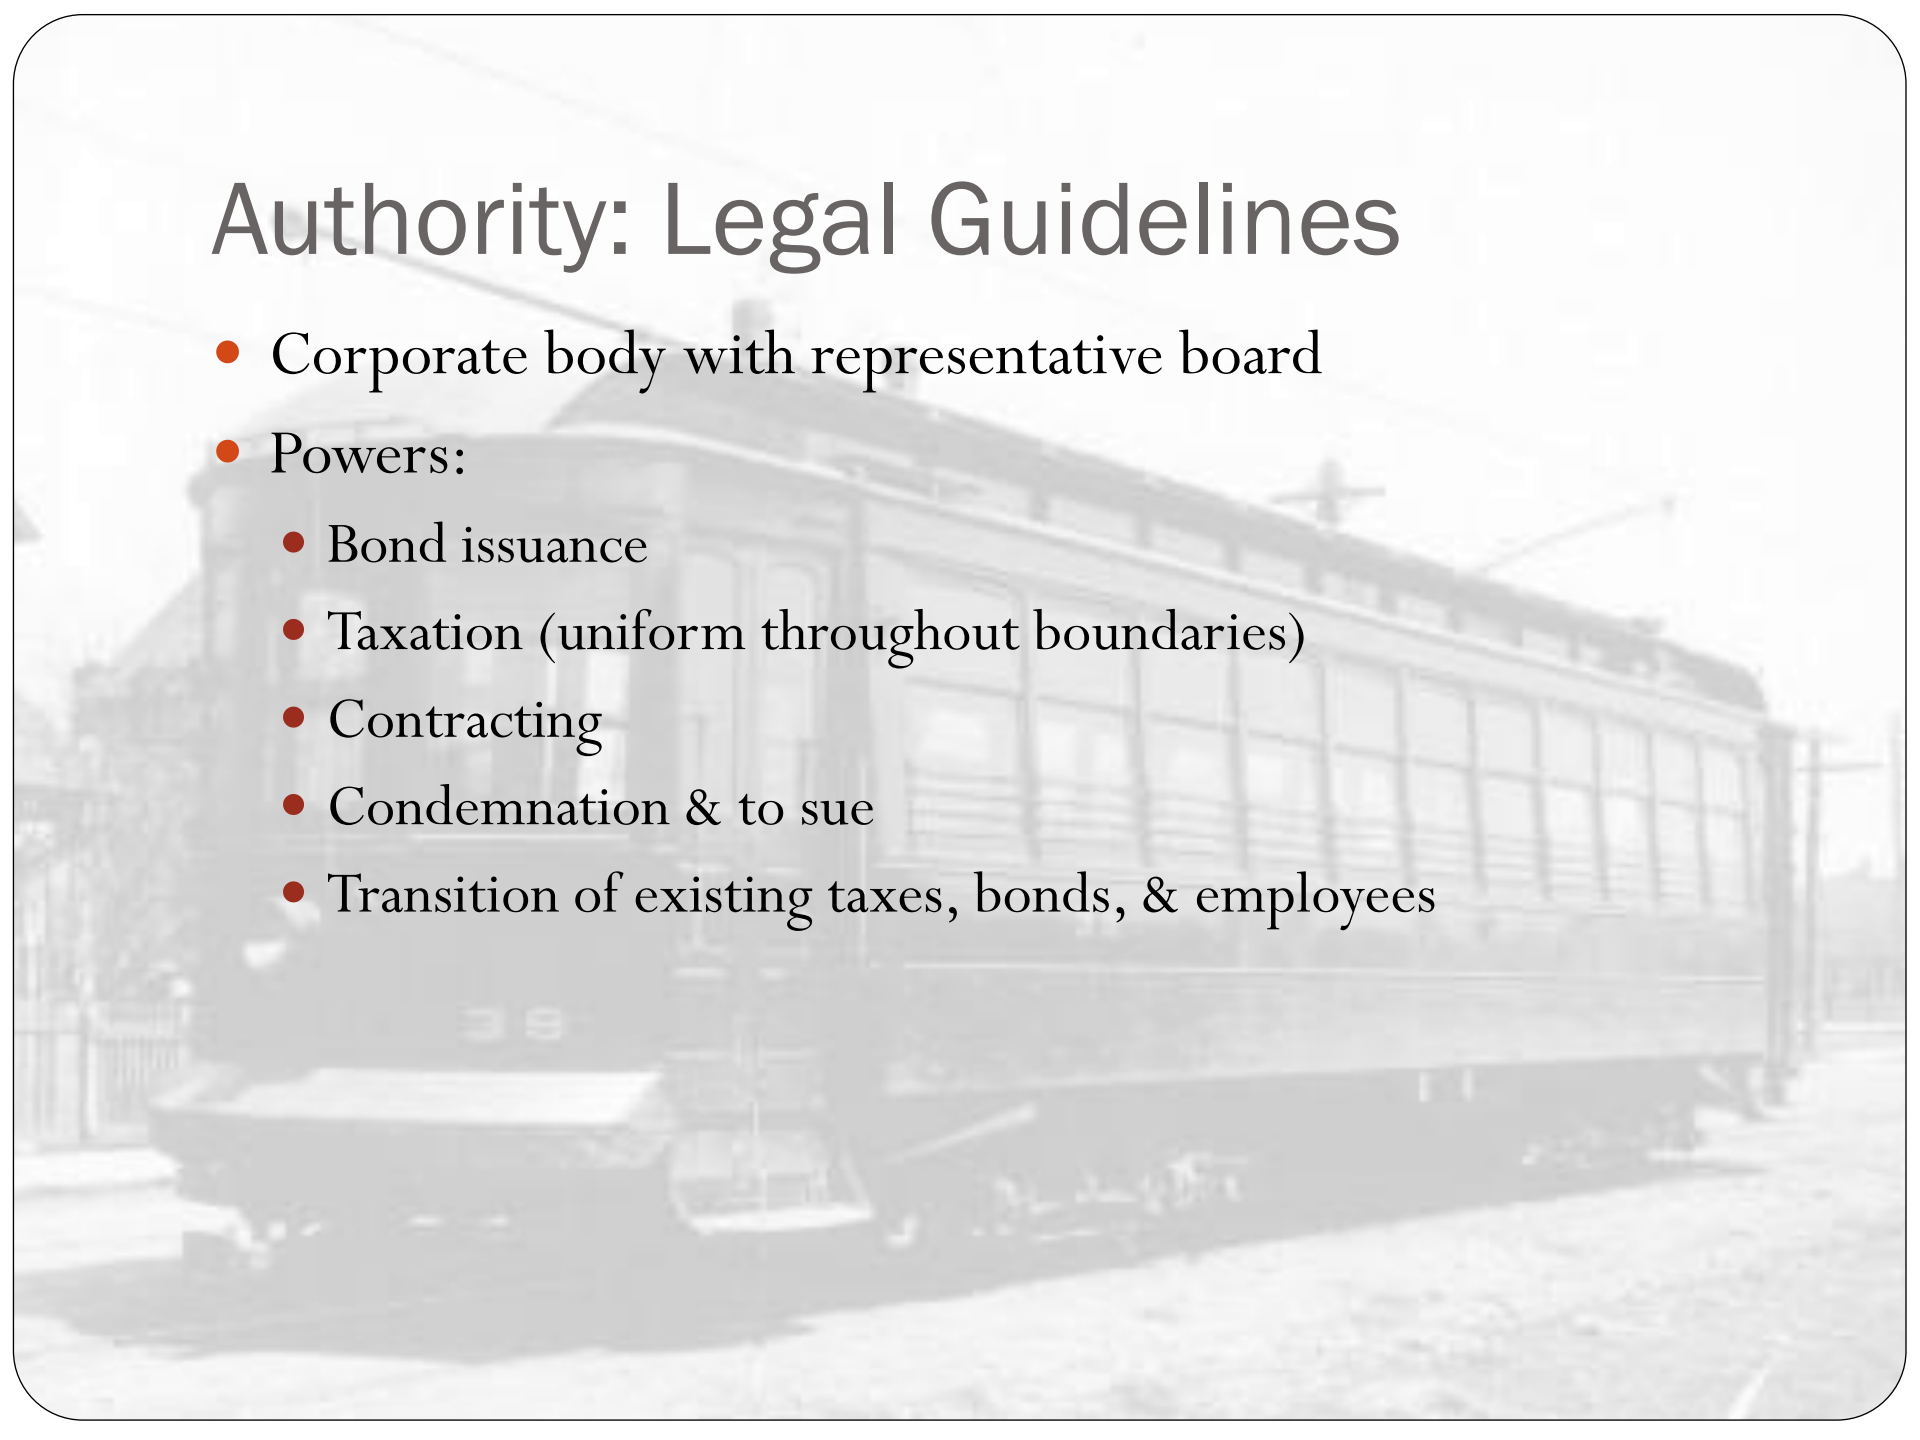 Authority: Legal Guidelines
Corporate body with representative board
Powers:
Bond issuance
Taxation (uniform throughout boundaries)
Contracting
Condemnation & to sue
Transition of existing taxes, bonds, & employees
39